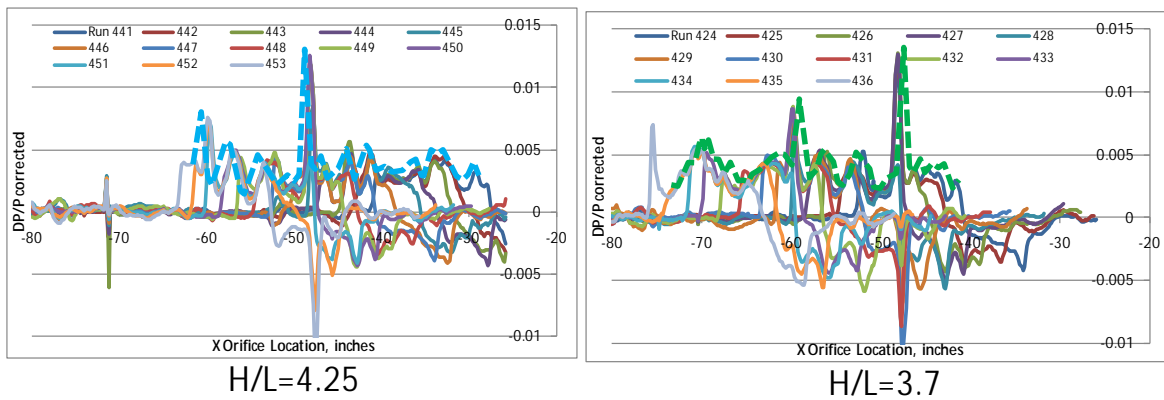 0.015
Run 441 442 443 444 445
446 447 448 449 450
451 452 453
0.01
0.005
0
-80 -70 -60 -50 -40 -30
-0.005
-0.01
DP/P corrected
X Orifice Location, inches
H/L=4.25
0.015
Run 424 425 426 427 428
429 430 431 432 433
434 435 436
0.01
0.005
0
-80 -70 -60 -50 -40 -30
-0.005
-0.01
DP/P corrected
X Orifice Location, inches
H/L=3.7